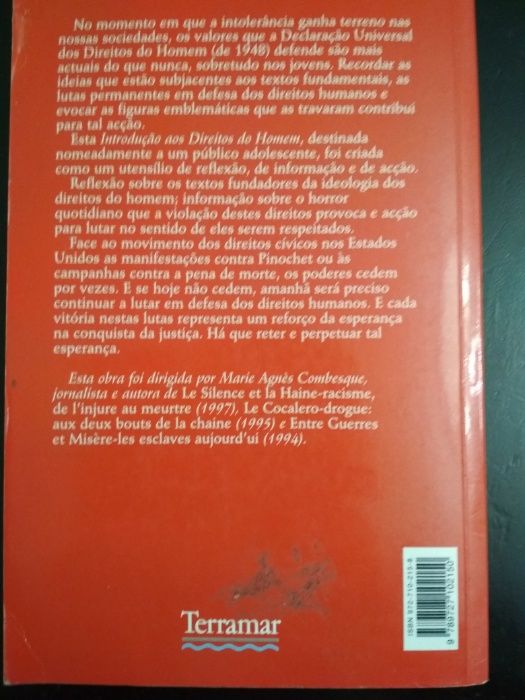 No momento em que a intolerância ganha terreno nas
nossas sociedades, os valores que a Declaração Universal
dos Direitos do Homem (de 1948) defende são mais
actuais do que nunca, sobretudo nos jovens. Recordar as
ideias que estão subjacentes aos textos fundamentais, as
lutas permanentes em defesa dos direitos humanos e
evocar as figuras emblemáticas que as travaram contribui
para tal acção.
Esta Introdução aos Direitos do Homem, destinada
nomeadamente a um público adolescente, foi criada
como um utensílio de reflexão, de informação e de acção.
Reflexão sobre os textos fundadores da ideologia dos
direitos do homem; informação sobre o horror
quotidiano que a violação destes direitos provoca e acção
para lutar no sentido de eles serem respeitados.
Face ao movimento dos direitos cívicos nos Estados
Unidos as manifestações contra Pinochet ou às
campanhas contra a pena de morte, os poderes cedem
por vezes. E se hoje não cedem, amanhã será preciso
continuar a lutar em defesa dos direitos humanos. E cada
vitória nestas lutas representa um reforço da esperança
na conquista da justiça. Há que reter e perpetuar tal
esperança.
Esta obra foi dirigida por Marie Agnès Combesque,
jornalista e autora de Le Silence et la Haine-racisme,
de l'injure au meurtre (1997), Le Cocalero-drogue:
aux deux bouts de la chaine (1995) e Entre Guerres
et Misère-les esclaves aujourd'uí (1994).
Terramar
ISBN 972-710-215-8
9 789727 102150